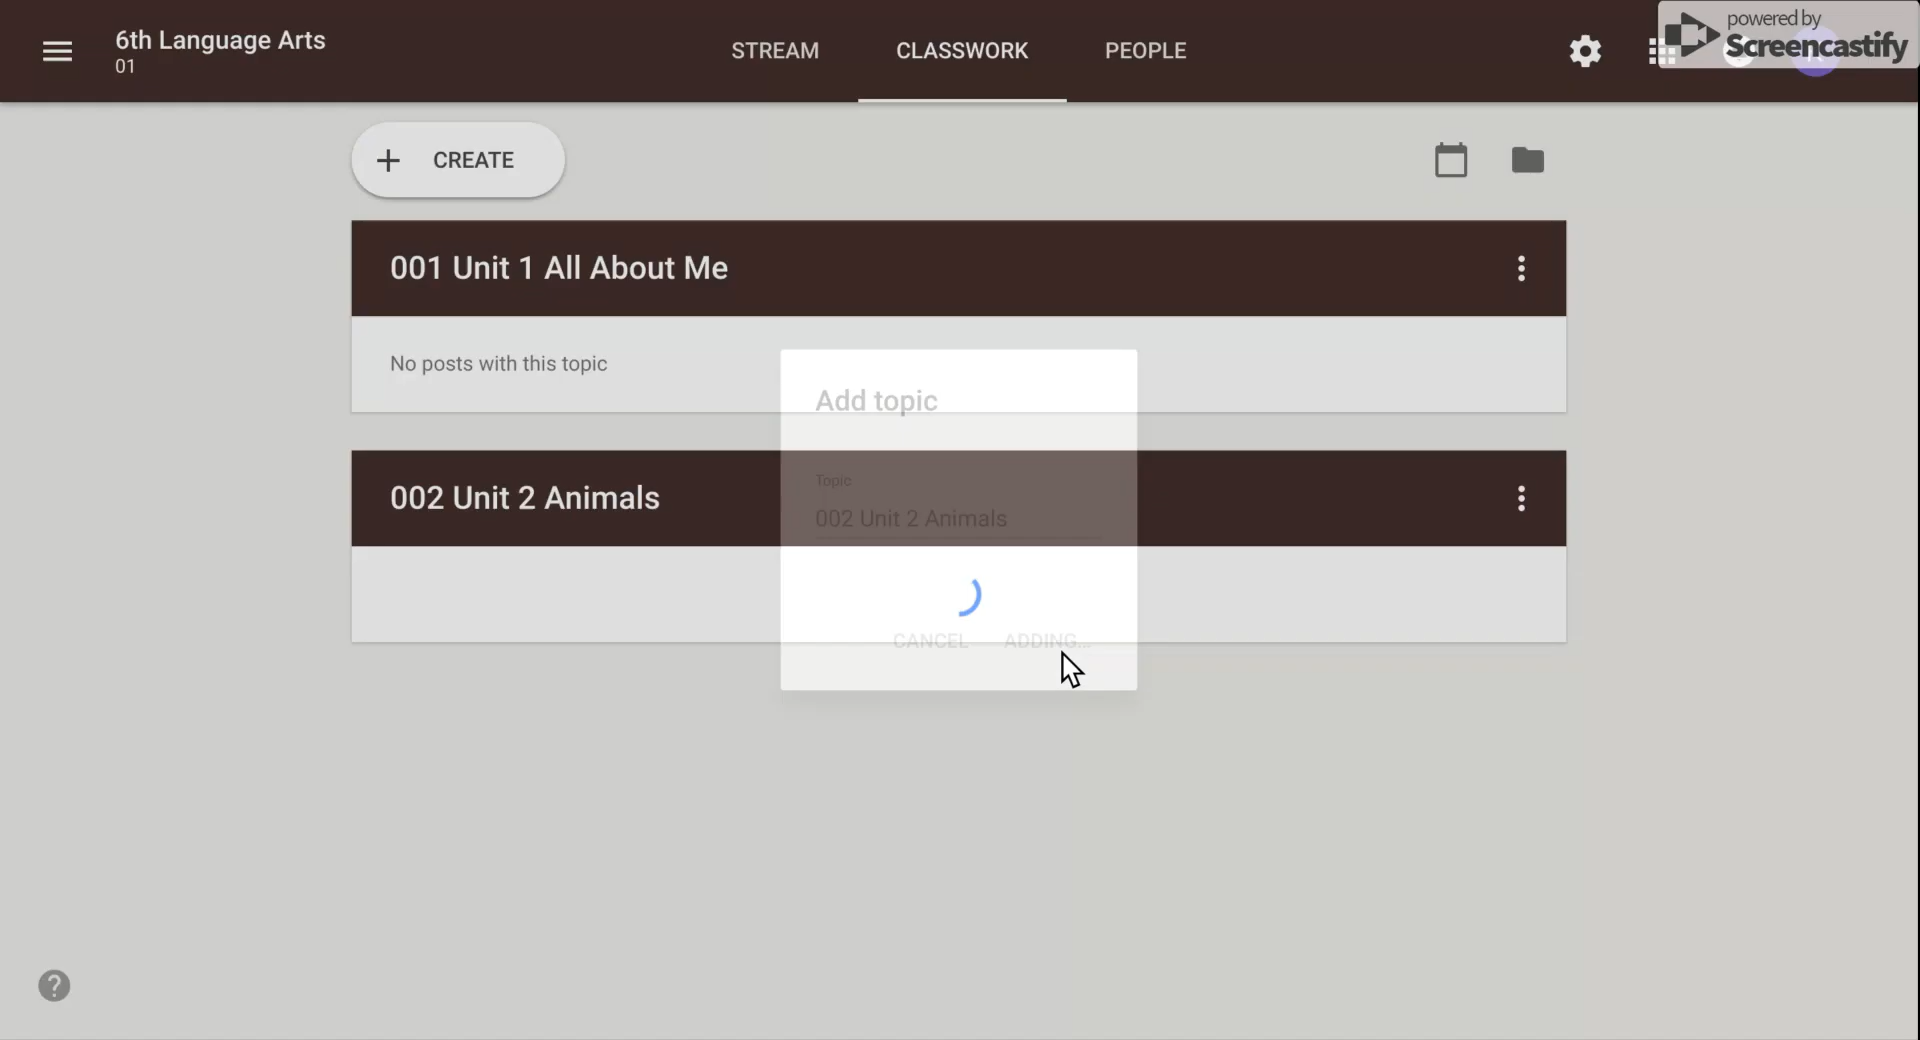 6th Language Arts
01
STREAM
CLASSWORK
PEOPLE
powered by
Screencastify
CREATE
001 Unit 1 All About Me
No posts with this topic
Add topic
002 Unit 2 Animals
Topic
002 Unit 2 Animals
CANCEL
ADDING...
?